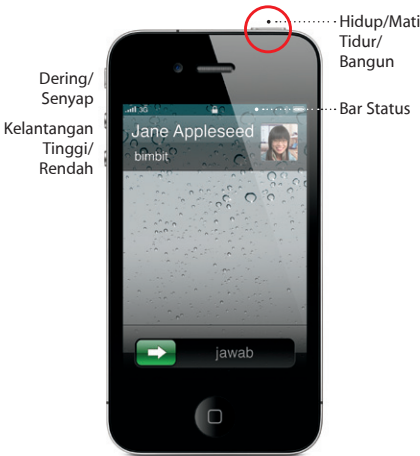 Hidup/Mati
Tidur/
Bangun
Dering/
Senyap
Bar Status
Kelantangan
Tinggi/
Rendah
3G
Jane Appleseed
bimbit
jawab